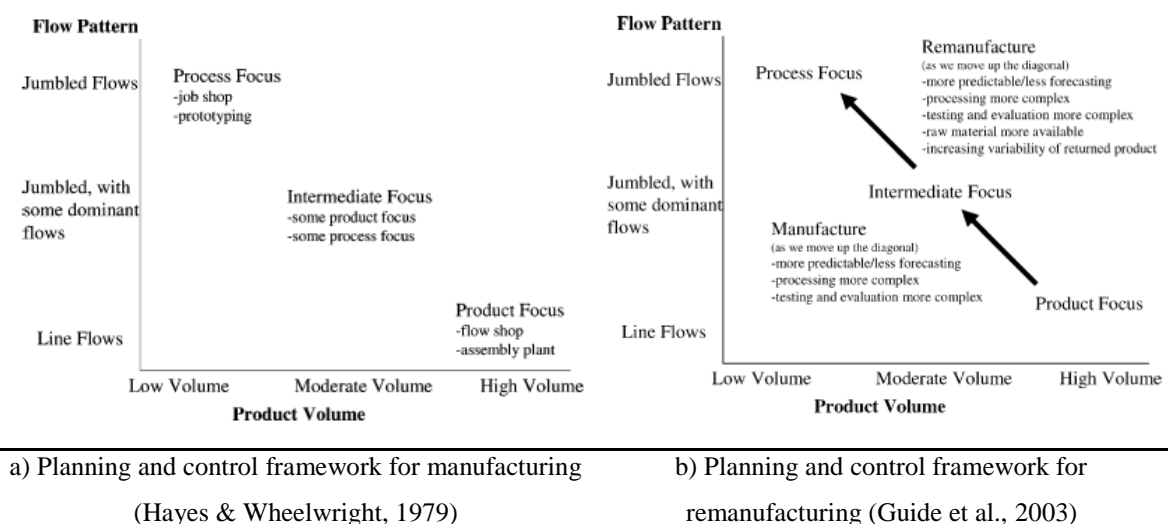 Flow Pattern
Jumbled Flows
Process Focus
-job shop
-prototyping
Jumbled, with
some dominant
flows
Intermediate Focus
-some product focus
-some process focus
Line Flows
Product Focus
-flow shop
-assembly plant
Low Volume
Moderate Volume
High Volume
Product Volume
Flow Pattern
Jumbled Flows
Process Focus
Remanufacture
(as we move up the diagonal)
-more predictable/less forecasting
-processing more complex
-testing and evaluation more complex
-raw material more available
-increasing variability of returned product
Jumbled, with
some dominant
flows
Intermediate Focus
Manufacture
(as we move up the diagonal)
-more predictable/less forecasting
-processing more complex
-testing and evaluation more complex
Product Focus
Line Flows
Low Volume
Moderate Volume
High Volume
Product Volume
a) Planning and control framework for manufacturing
(Hayes & Wheelwright, 1979)
b) Planning and control framework for
remanufacturing (Guide et al., 2003)